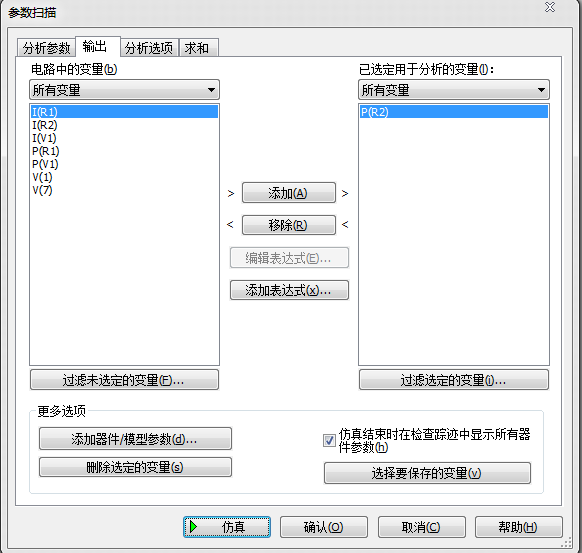 参数扫描
分析参数 输出 分析选项 求和
电路中的变量(b)
所有变量
I(R1)
I(R2)
I(V1)
P(R1)
P(V1)
V(1)
V(7)
过滤未选定的变量(F)...
> 添加(A) >
< 移除(R) <
编辑表达式(E)...
添加表达式(x)...
已选定用于分析的变量(l):
所有变量
P(R2)
过滤选定的变量(i)...
更多选项
添加器件/模型参数(d)...
删除选定的变量(s)
仿真结束时在检查踪迹中显示所有器
件参数(h)
选择要保存的变量(v)
仿真 确认(O) 取消(C) 帮助(H)